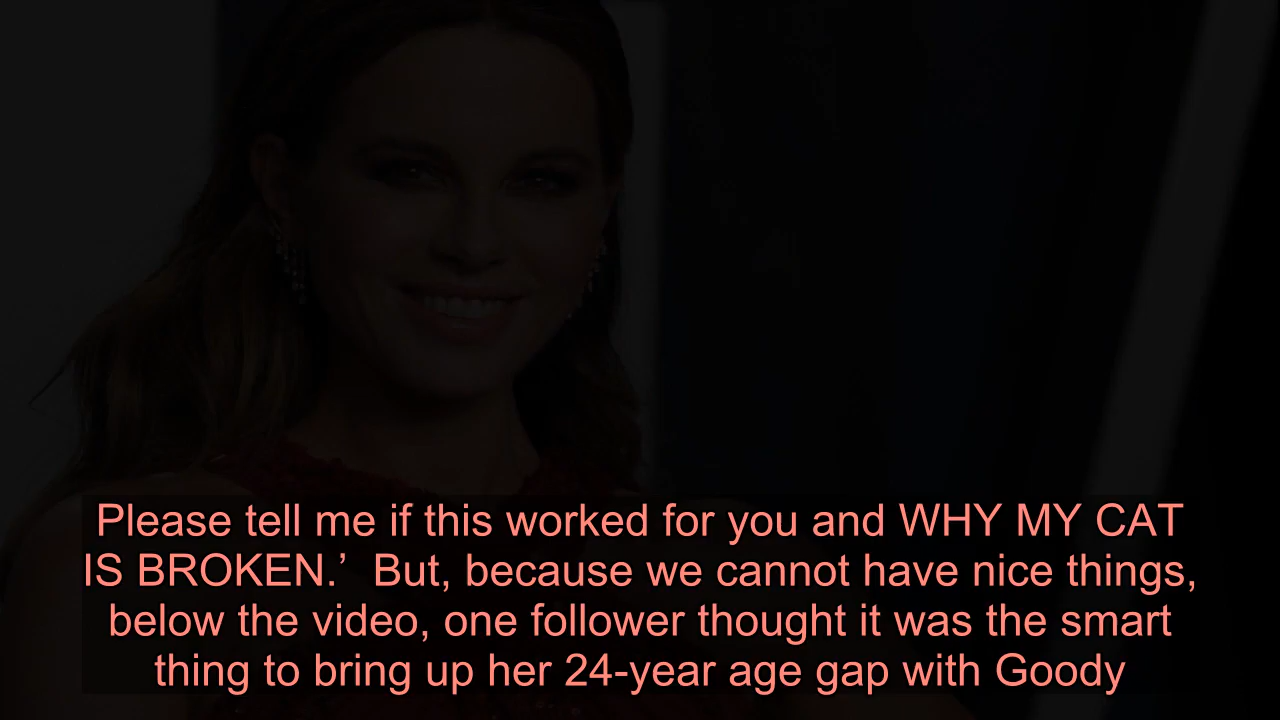 Please tell me if this worked for you and WHY MY CAT
IS BROKEN.’  But, because we cannot have nice things,
below the video, one follower thought it was the smart
thing to bring up her 24-year age gap with Goody